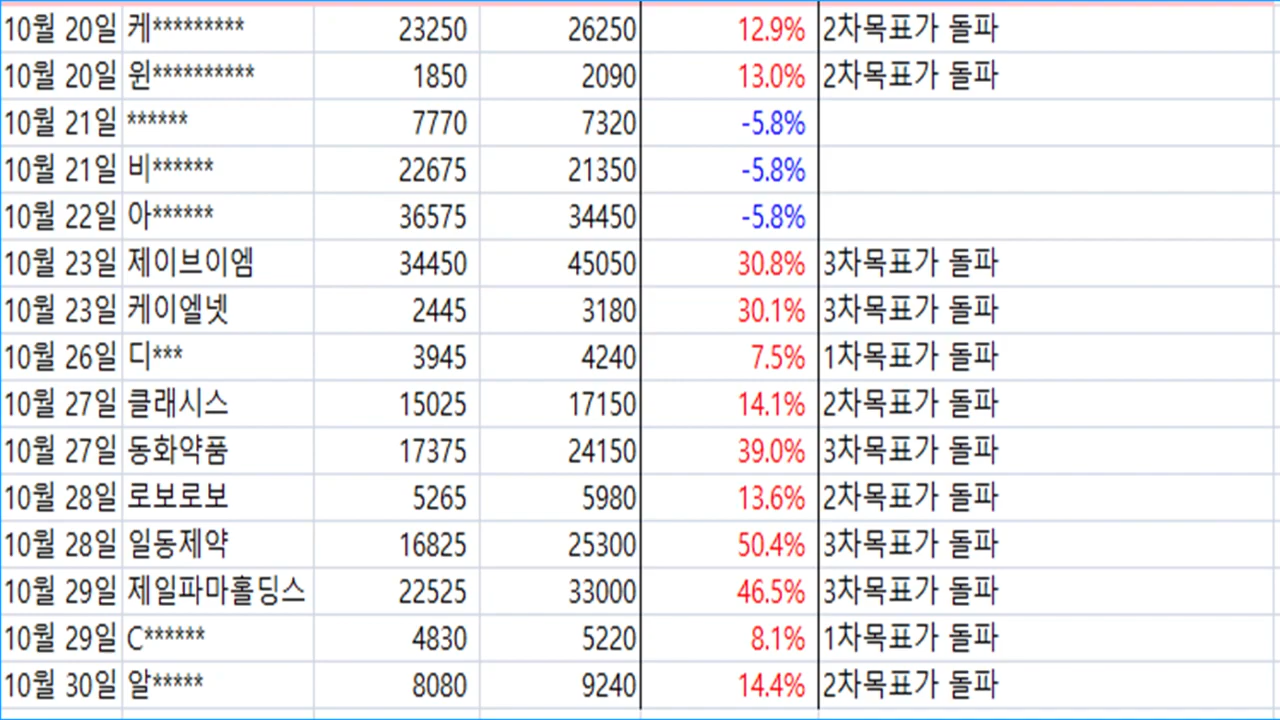 10월 20일 케********* 23250 26250 12.9% 2차목표가 돌파
10월 20일 윈********** 1850 2090 13.0% 2차목표가 돌파
10월 21일 ****** 7770 7320 -5.8%
10월 21일 비****** 22675 21350 -5.8%
10월 22일 아****** 36575 34450 -5.8%
10월 23일 제이브이엠 34450 45050 30.8% 3차목표가 돌파
10월 23일 케이엘넷 2445 3180 30.1% 3차목표가 돌파
10월 26일 디*** 3945 4240 7.5% 1차목표가 돌파
10월 27일 클래시스 15025 17150 14.1% 2차목표가 돌파
10월 27일 동화약품 17375 24150 39.0% 3차목표가 돌파
10월 28일 로보로보 5265 5980 13.6% 2차목표가 돌파
10월 28일 일동제약 16825 25300 50.4% 3차목표가 돌파
10월 29일 제일파마홀딩스 22525 33000 46.5% 3차목표가 돌파
10월 29일 C****** 4830 5220 8.1% 1차목표가 돌파
10월 30일 알***** 8080 9240 14.4% 2차목표가 돌파